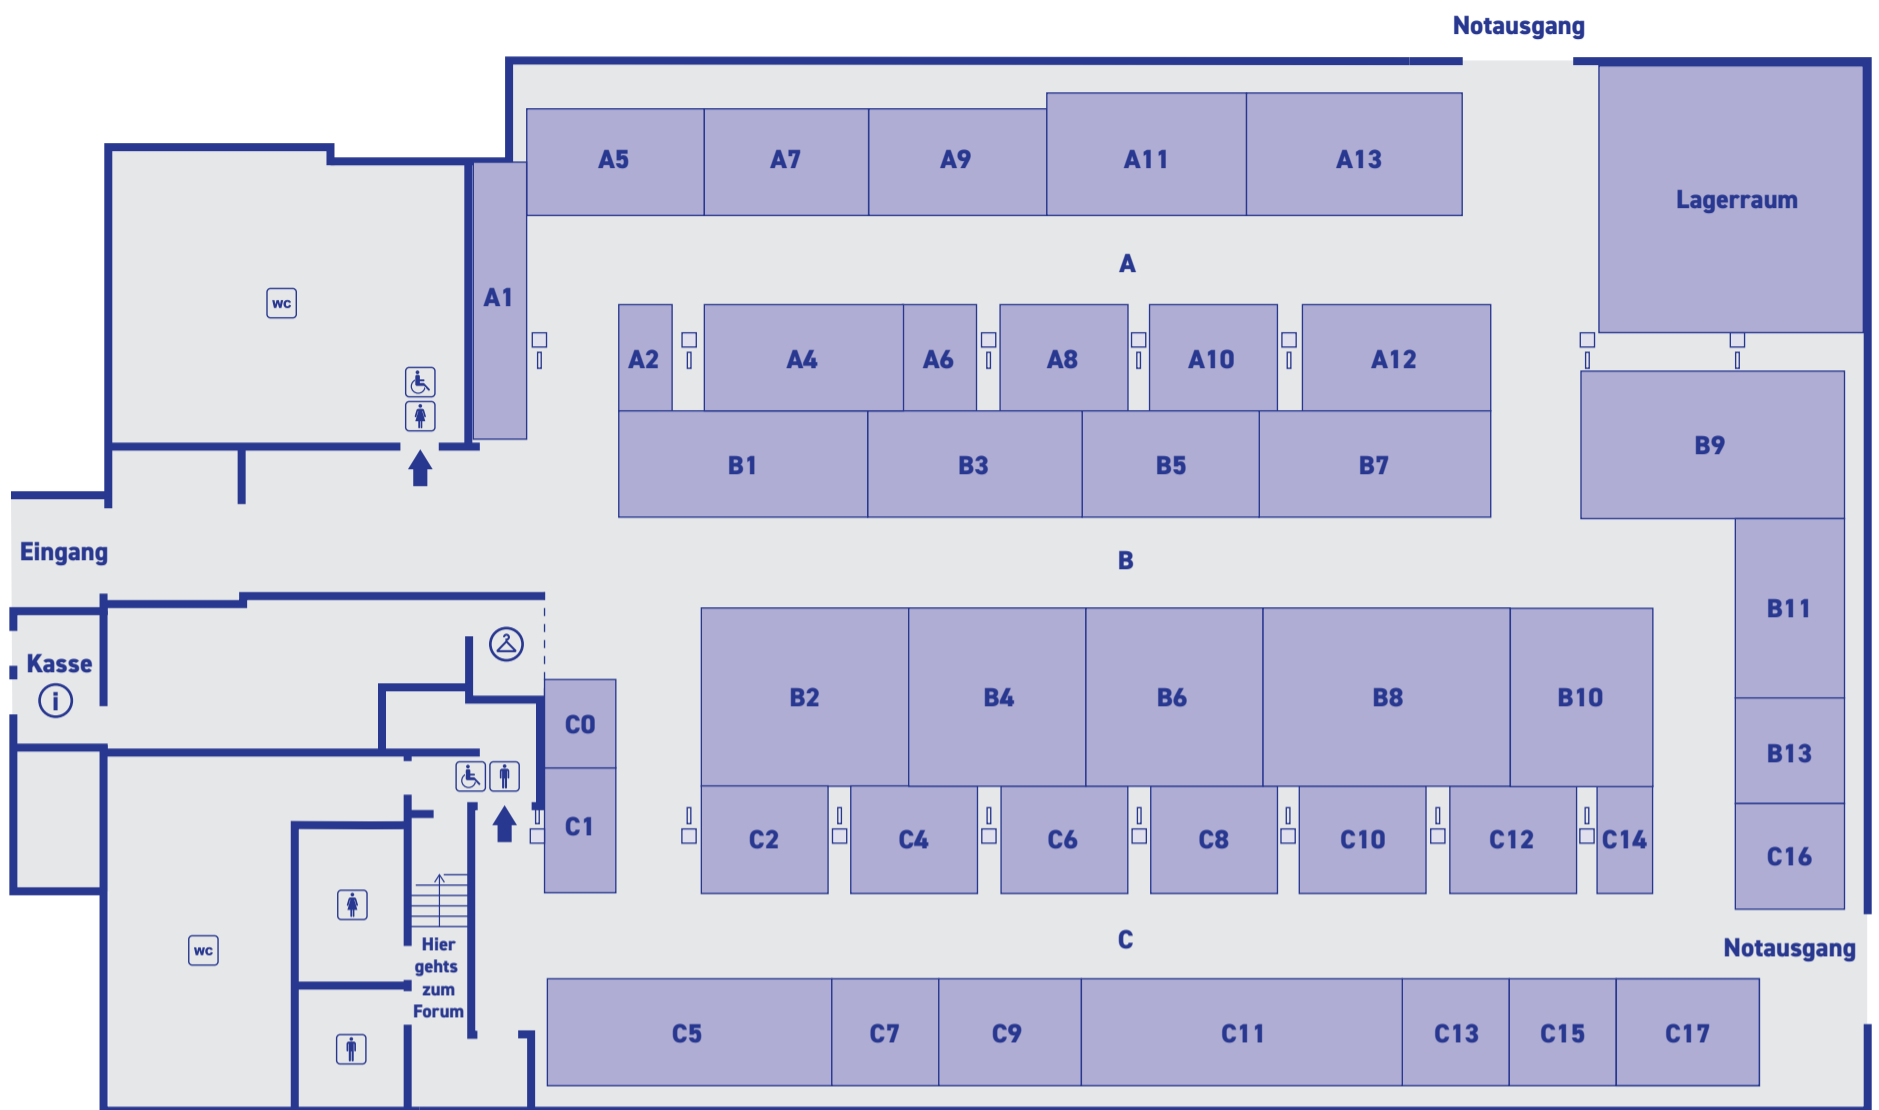 Notausgang
A5
A7
A9
A11
A13
Lagerraum
A
A1
wc
A2
A4
A6
A8
A10
A12
B1
B3
B5
B7
B9
Eingang
B
B11
Kasse
i
C0
B2
B4
B6
B8
B10
B13
C1
C2
C4
C6
C8
C10
C12
C14
C16
wc
Hier
gehts
zum
Forum
C
Notausgang
C5
C7
C9
C11
C13
C15
C17